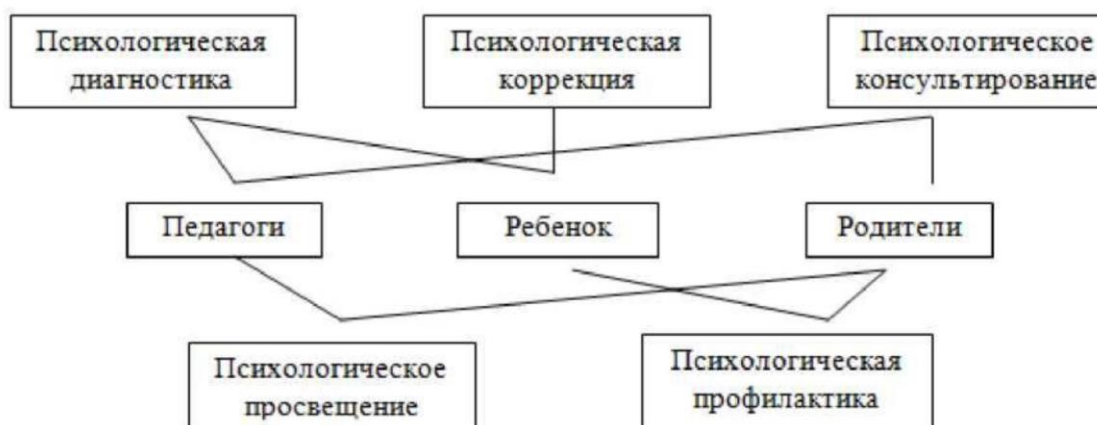 Психологическая
диагностика
Психологическая
коррекция
Психологическое
консультирование
Педагоги
Ребенок
Родители
Психологическое
просвещение
Психологическая
профилактика